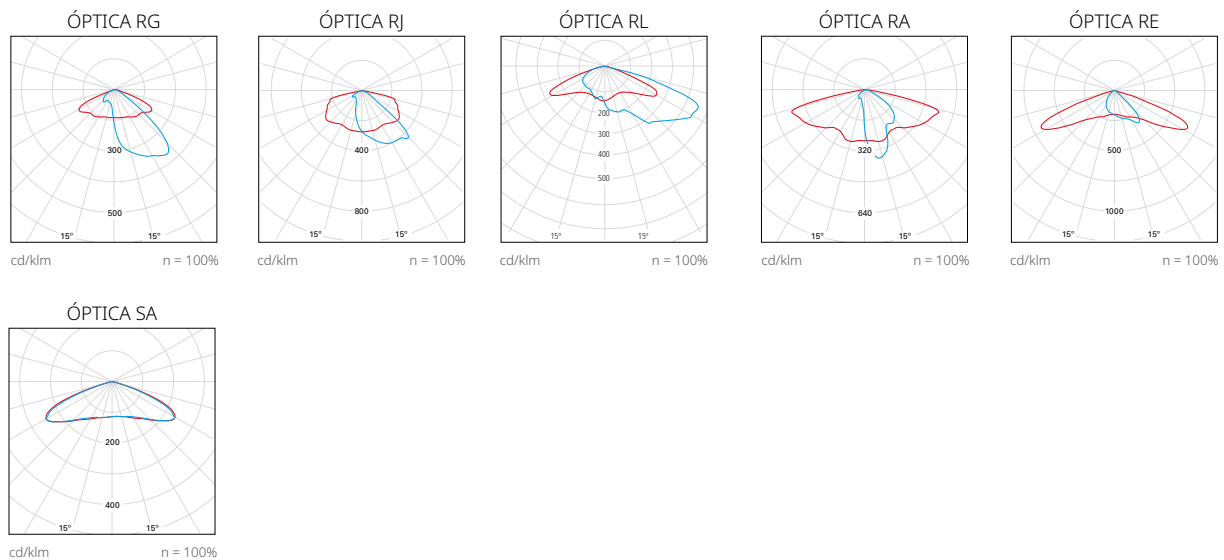 ÓPTICA RG
300
500
15° 15°
cd/klm n = 100%
ÓPTICA RJ
400
800
15° 15°
cd/klm n = 100%
ÓPTICA RL
200
300
400
500
15° 15°
cd/klm n = 100%
ÓPTICA RA
320
640
15° 15°
cd/klm n = 100%
ÓPTICA RE
500
1000
15° 15°
cd/klm n = 100%
ÓPTICA SA
200
400
15° 15°
cd/klm n = 100%